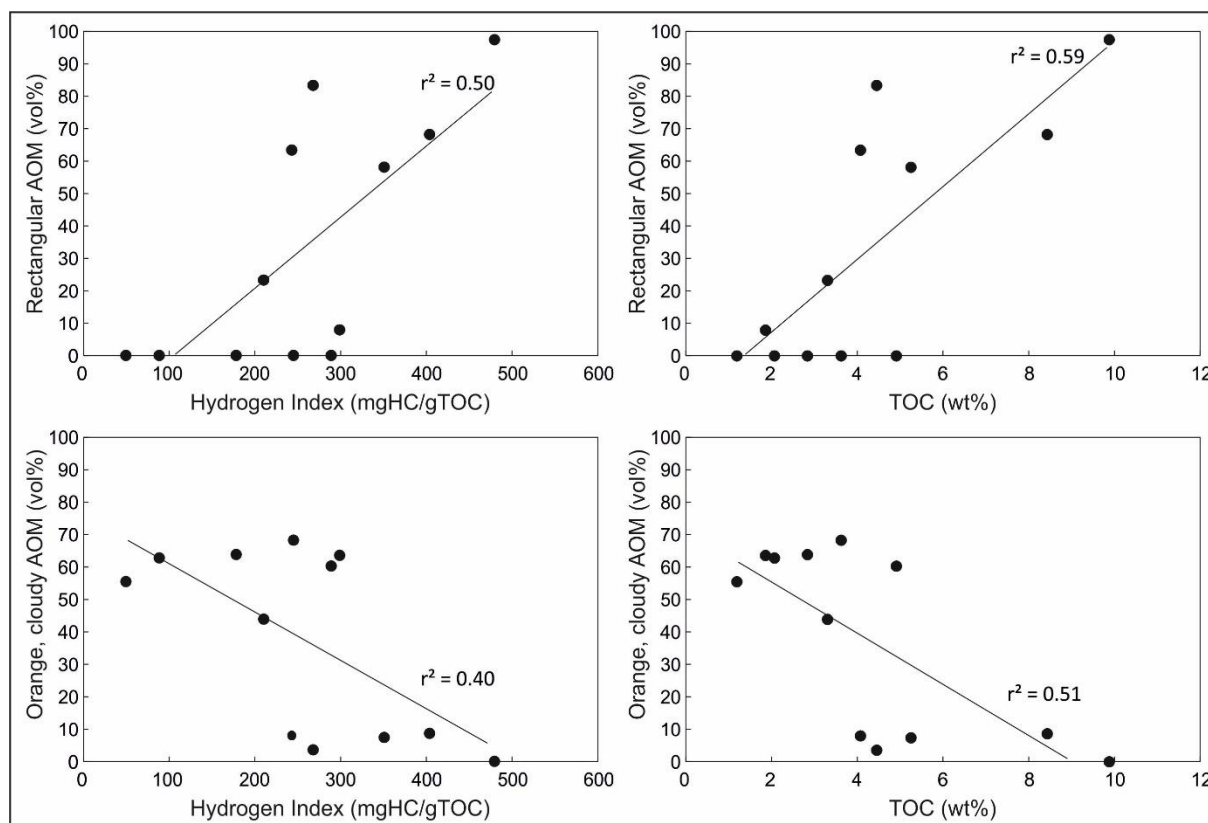 100
90
80
70
60
50
40
30
20
10
0
Rectangular AOM (vol%)
r² = 0.50
0 100 200 300 400 500 600
Hydrogen Index (mgHC/gTOC)
100
90
80
70
60
50
40
30
20
10
0
Rectangular AOM (vol%)
r² = 0.59
0 2 4 6 8 10 12
TOC (wt%)
100
90
80
70
60
50
40
30
20
10
0
Orange, cloudy AOM (vol%)
r² = 0.40
0 100 200 300 400 500 600
Hydrogen Index (mgHC/gTOC)
100
90
80
70
60
50
40
30
20
10
0
Orange, cloudy AOM (vol%)
r² = 0.51
0 2 4 6 8 10 12
TOC (wt%)